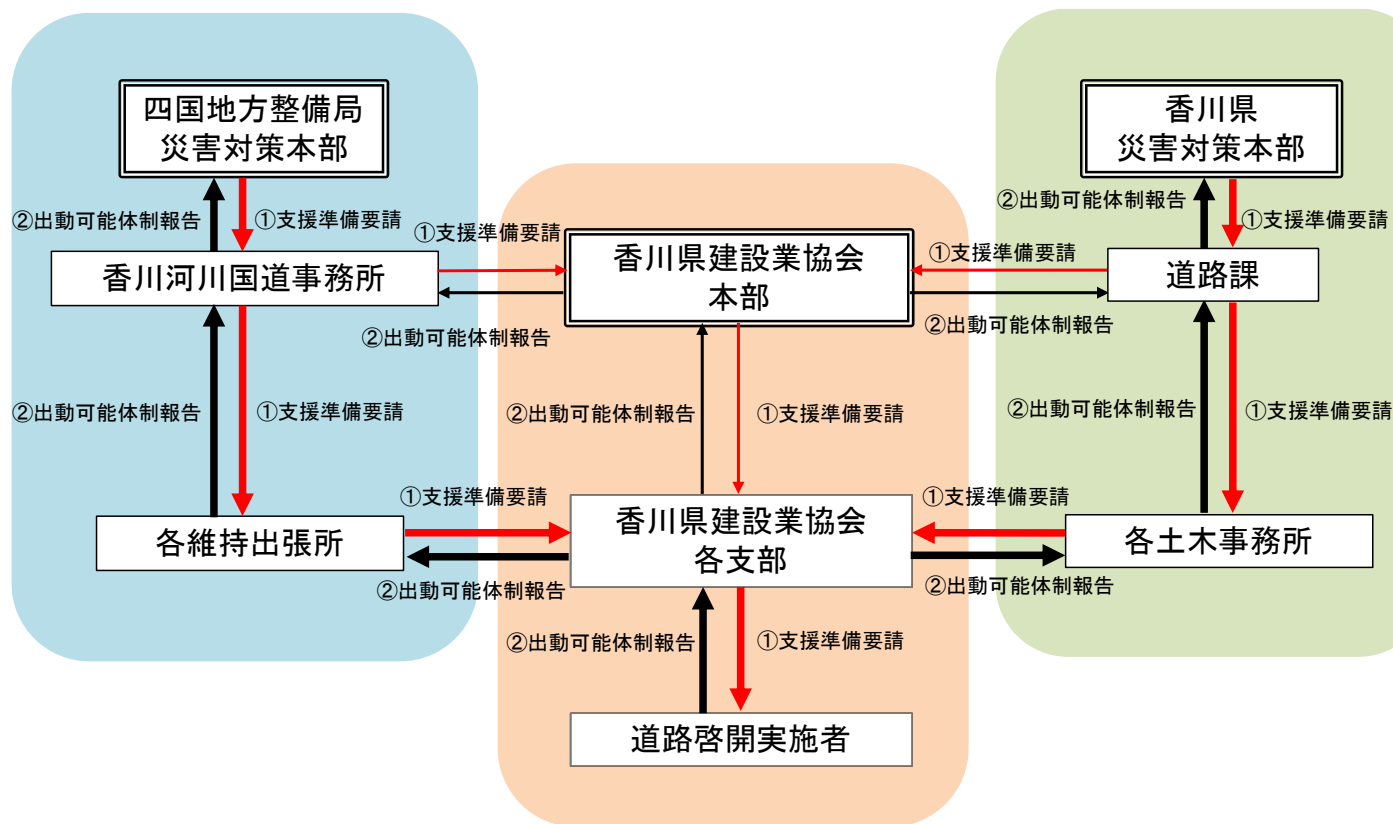 四国地方整備局
災害対策本部
香川県
災害対策本部
②出動可能体制報告
①支援準備要請
②出動可能体制報告
①支援準備要請
①支援準備要請
①支援準備要請
香川河川国道事務所
香川県建設業協会
本部
道路課
②出動可能体制報告
②出動可能体制報告
②出動可能体制報告
①支援準備要請
②出動可能体制報告
①支援準備要請
②出動可能体制報告
①支援準備要請
①支援準備要請
①支援準備要請
各維持出張所
香川県建設業協会
各支部
各土木事務所
②出動可能体制報告
②出動可能体制報告
②出動可能体制報告
①支援準備要請
道路啓開実施者